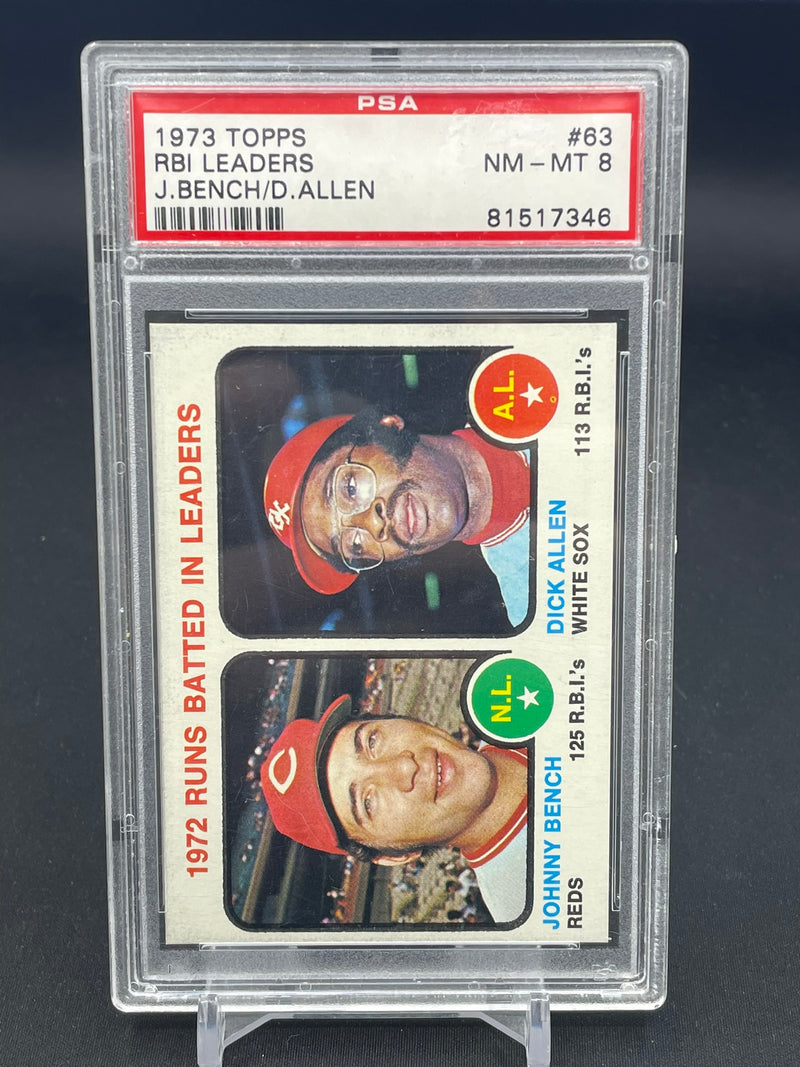 PSA
1973 TOPPS #63
RBI LEADERS NM - MT 8
J.BENCH/D.ALLEN
81517346
1972 RUNS BATTED IN LEADERS
C
N.L.
JOHNNY BENCH
REDS 125 R.B.I.'s
SOX
A.L.
DICK ALLEN
WHITE SOX 113 R.B.I.'s